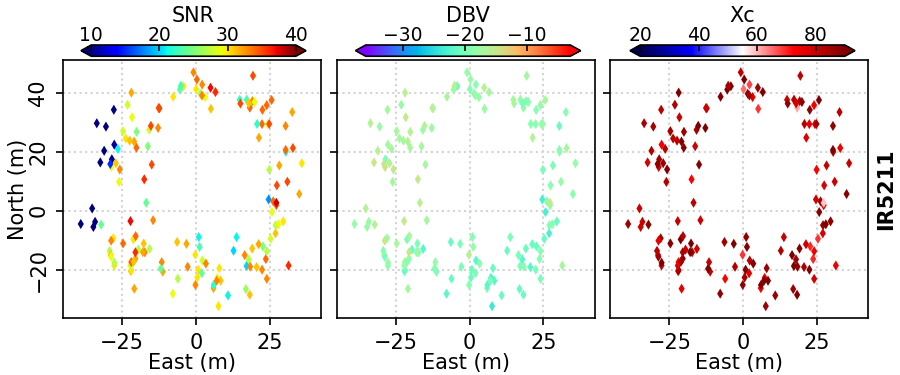 SNR DBV Xc
10 20 30 40 −30 −20 −10 20 40 60 80
North (m)
40
20
0
−20
−25 0 25 −25 0 25 −25 0 25
East (m) East (m) East (m)
IR5211